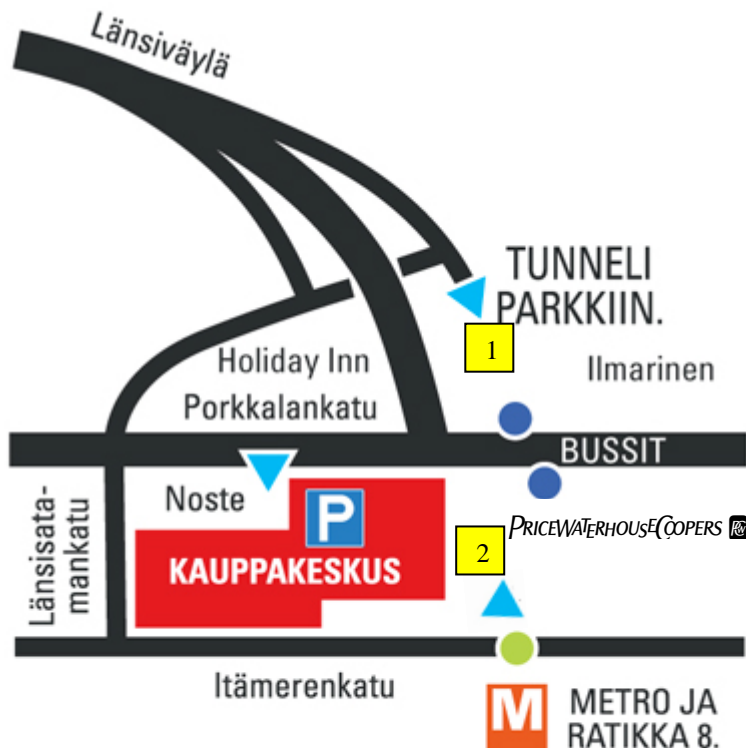 Länsiväylä
TUNNELI
PARKKIIN.
1
Holiday Inn
Ilmarinen
Porkkalankatu
BUSSIT
Noste
P
Länsisata-
mankatu
PRICEWATERHOUSECOOPERS PwC
2
KAUPPAKESKUS
Itämerenkatu
M
METRO JA
RATIKKA 8.